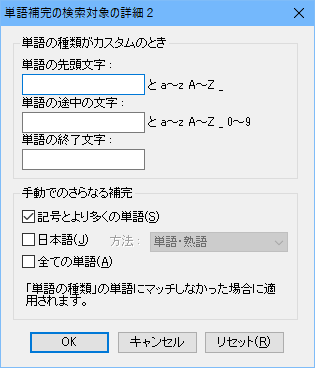 単語補完の検索対象の詳細 2
単語の種類がカスタムのとき
単語の先頭文字：
と a～z A～Z _
単語の途中の文字：
と a～z A～Z _ 0～9
単語の終了文字：
手動でのさらなる補完
記号とより多くの単語(S)
日本語(J) 方法： 単語・熟語
全ての単語(A)
「単語の種類」の単語にマッチしなかった場合に適
用されます。
OK キャンセル リセット(R)